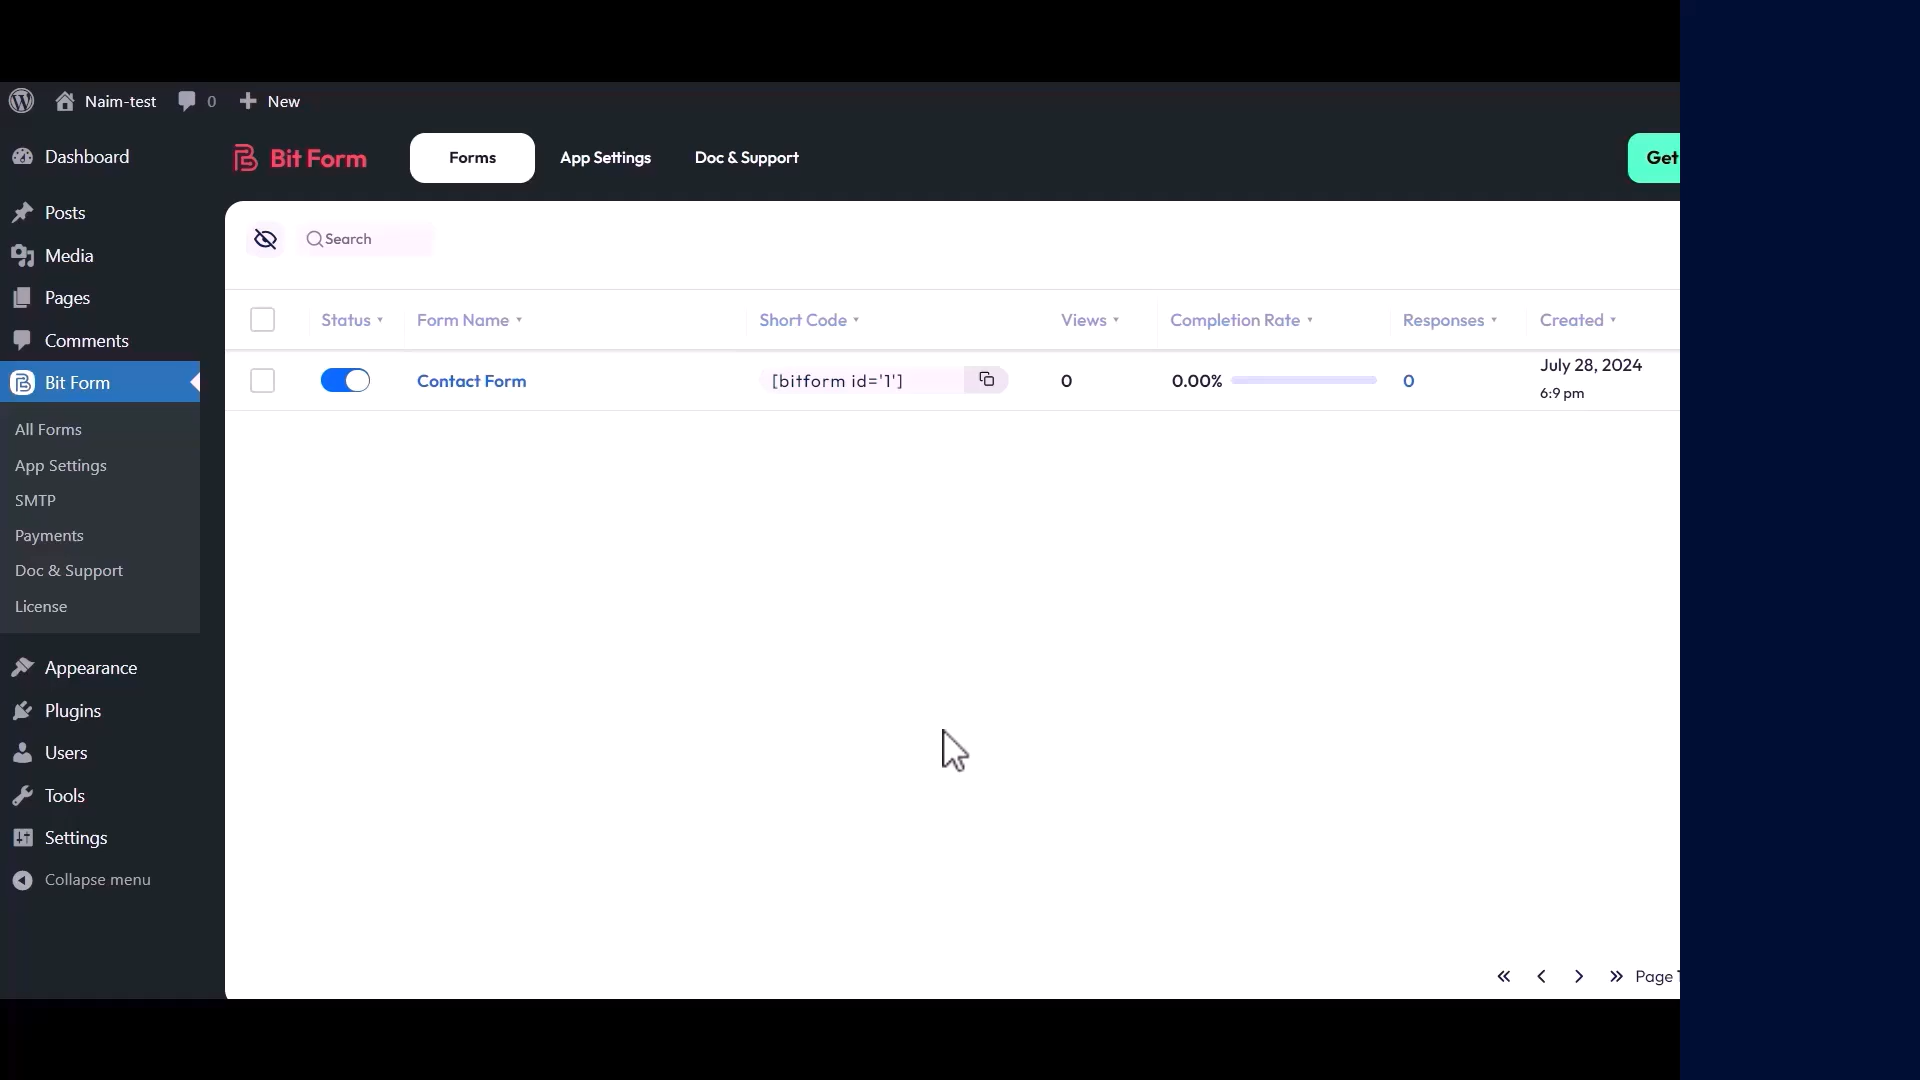 Naim-test 0 New
Dashboard
Bit Form Forms App Settings Doc & Support Get
Posts
Media
Pages
Comments
Bit Form
All Forms
App Settings
SMTP
Payments
Doc & Support
License
Appearance
Plugins
Users
Tools
Settings
Collapse menu
Search
Status Form Name Short Code Views Completion Rate Responses Created
Contact Form [bitform id='1'] 0 0.00% 0 July 28, 2024
6:9 pm
Page